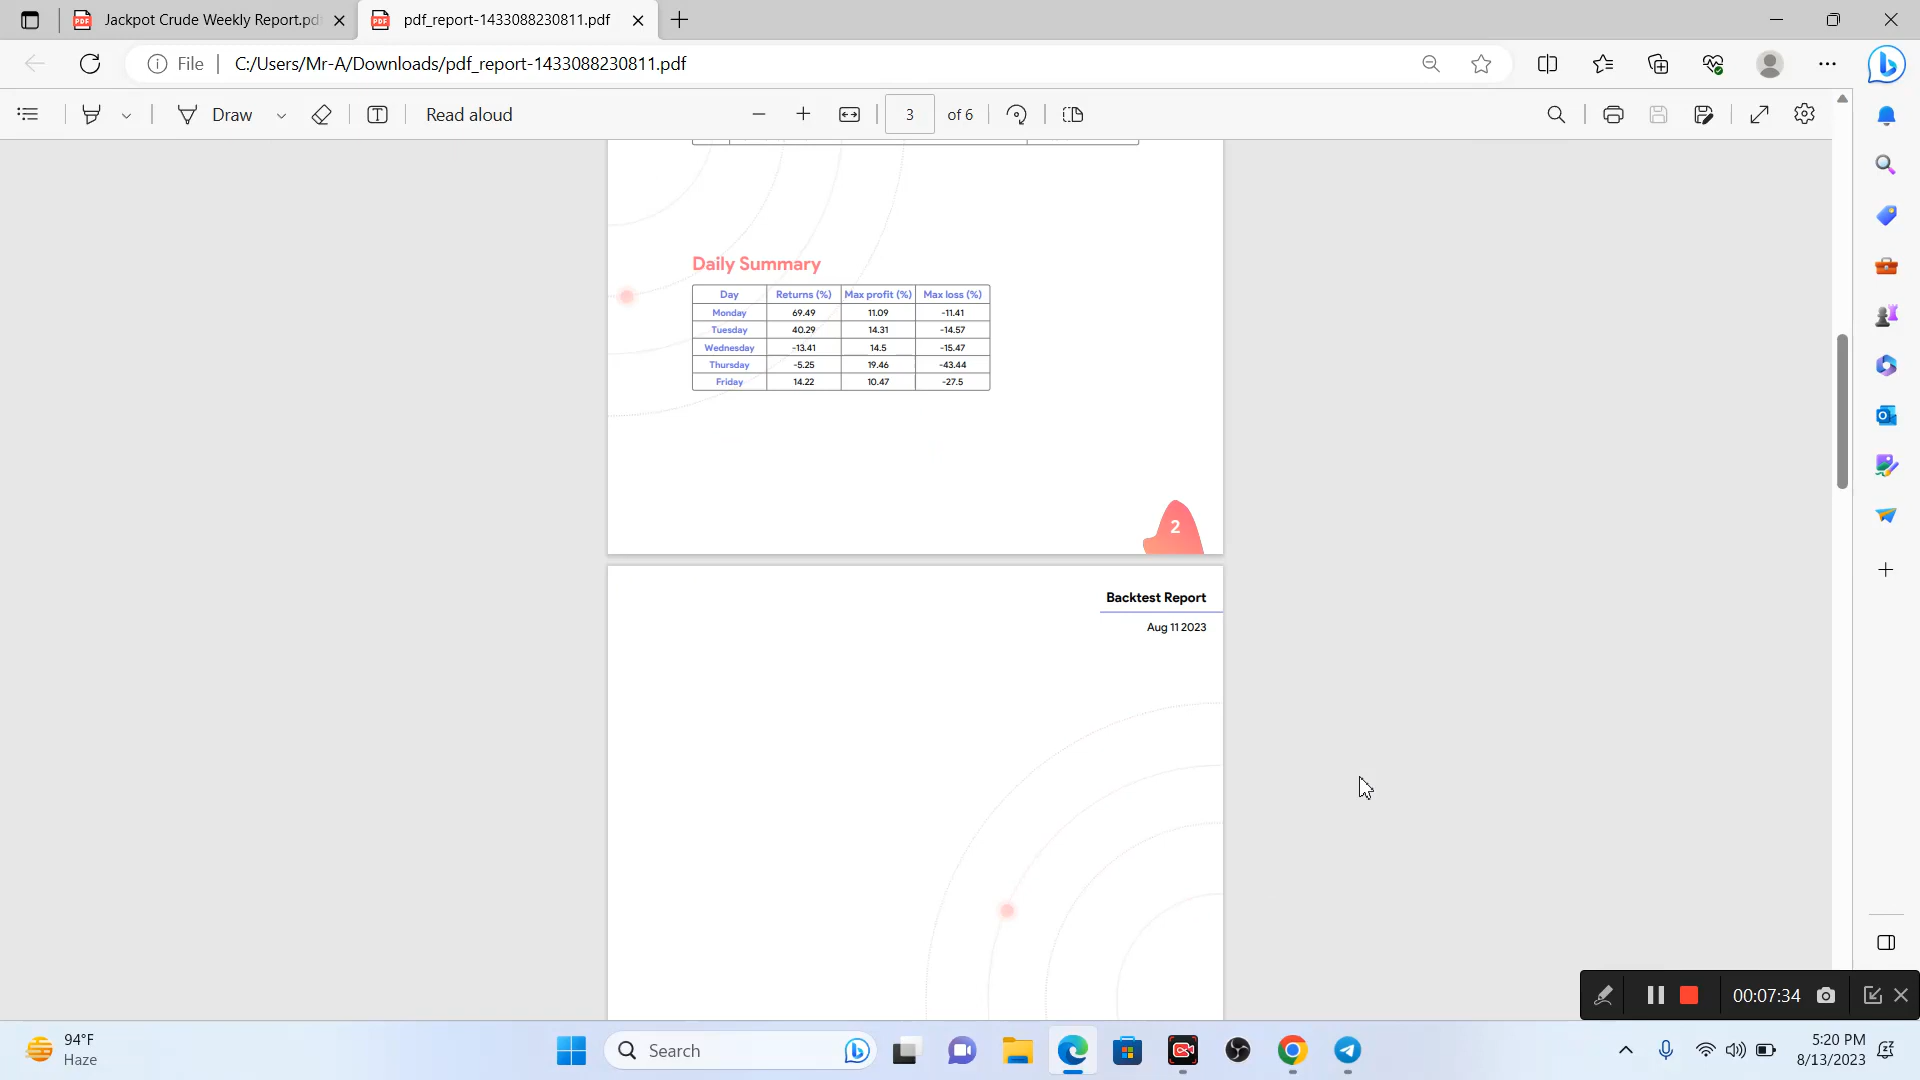 Jackpot Crude Weekly Report.pd
pdf_report-1433088230811.pdf
File
C:/Users/Mr-A/Downloads/pdf_report-1433088230811.pdf
Draw
Read aloud
3
of 6
Daily Summary
Day Returns (%) Max profit (%) Max loss (%)
Monday 69.49 11.09 -11.41
Tuesday 40.29 14.31 -14.57
Wednesday -13.41 14.5 -15.47
Thursday -5.25 19.46 -43.44
Friday 14.22 10.47 -27.5
2
Backtest Report
Aug 11 2023
00:07:34
94°F
Haze
Search
5:20 PM
8/13/2023